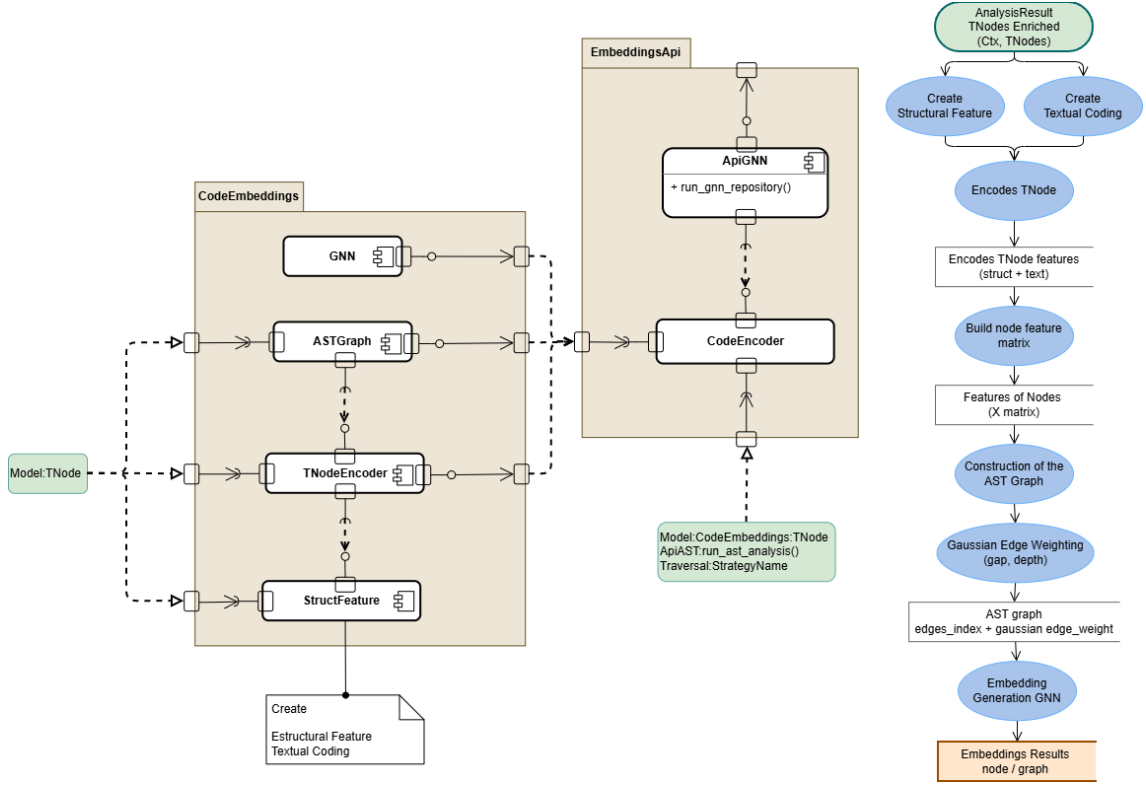 CodeEmbeddings
GNN
ASTGraph
TNodeEncoder
StructFeature
Model:TNode
Create
Estructural Feature
Textual Coding
EmbeddingsApi
ApiGNN
+ run_gnn_repository()
CodeEncoder
Model:CodeEmbeddings:TNode
ApiAST:run_ast_analysis()
Traversal:StrategyName
AnalysisResult
TNodes Enriched
(Ctx, TNodes)
Create
Structural Feature
Create
Textual Coding
Encodes TNode
Encodes TNode features
(struct + text)
Build node feature
matrix
Features of Nodes
(X matrix)
Construction of the
AST Graph
Gaussian Edge Weighting
(gap, depth)
AST graph
edges_index + gaussian edge_weight
Embedding
Generation GNN
Embeddings Results
node / graph